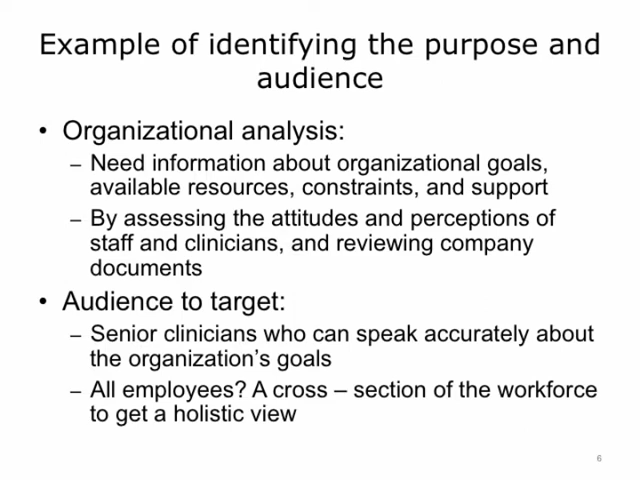 Example of identifying the purpose and
audience
• Organizational analysis:
– Need information about organizational goals,
available resources, constraints, and support
– By assessing the attitudes and perceptions of
staff and clinicians, and reviewing company
documents
• Audience to target:
– Senior clinicians who can speak accurately about
the organization's goals
– All employees? A cross – section of the workforce
to get a holistic view
6